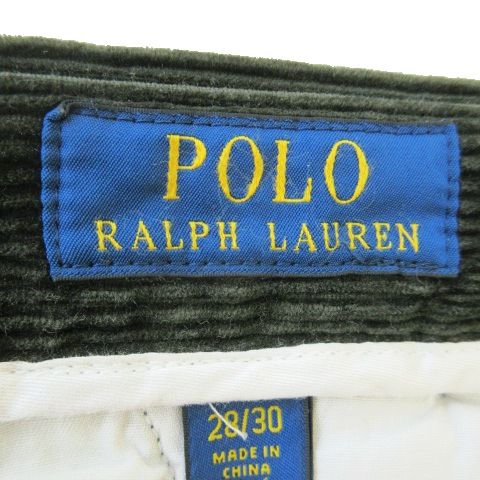 POLO
RALPH LAUREN
28/30
MADE IN
CHINA